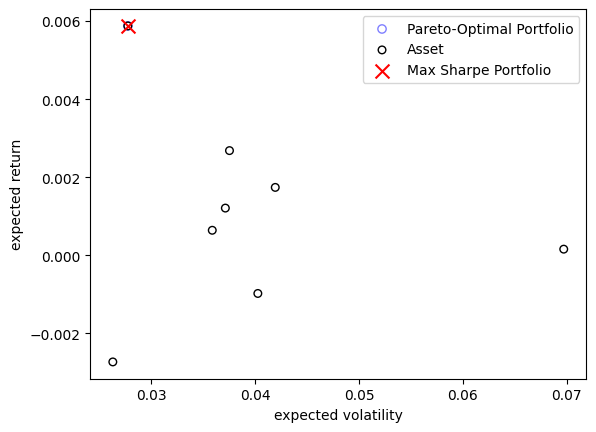 Pareto-Optimal Portfolio
Asset
Max Sharpe Portfolio
0.006
0.004
0.002
0.000
−0.002
expected return
0.03
0.04
0.05
0.06
0.07
expected volatility